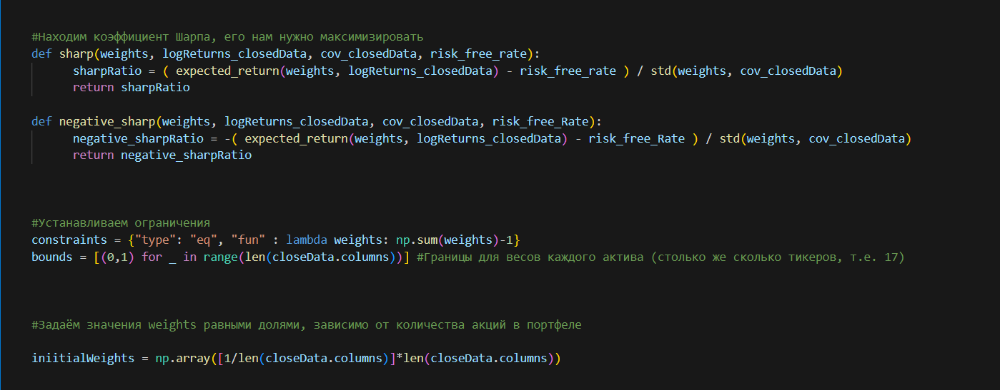 #Находим коэффициент Шарпа, его нам нужно максимизировать
def sharp(weights, logReturns_closedData, cov_closedData, risk_free_rate):
sharpRatio = ( expected_return(weights, logReturns_closedData) - risk_free_rate ) / std(weights, cov_closedData)
return sharpRatio
def negative_sharp(weights, logReturns_closedData, cov_closedData, risk_free_Rate):
negative_sharpRatio = -( expected_return(weights, logReturns_closedData) - risk_free_Rate ) / std(weights, cov_closedData)
return negative_sharpRatio
#Устанавливаем ограничения
constraints = {"type": "eq", "fun" : lambda weights: np.sum(weights)-1}
bounds = [(0,1) for _ in range(len(closeData.columns))] #Границы для весов каждого актива (столько же сколько тикеров, т.е. 17)
#Задаём значения weights равными долями, зависимо от количества акций в портфеле
iniitialWeights = np.array([1/len(closeData.columns)]*len(closeData.columns))